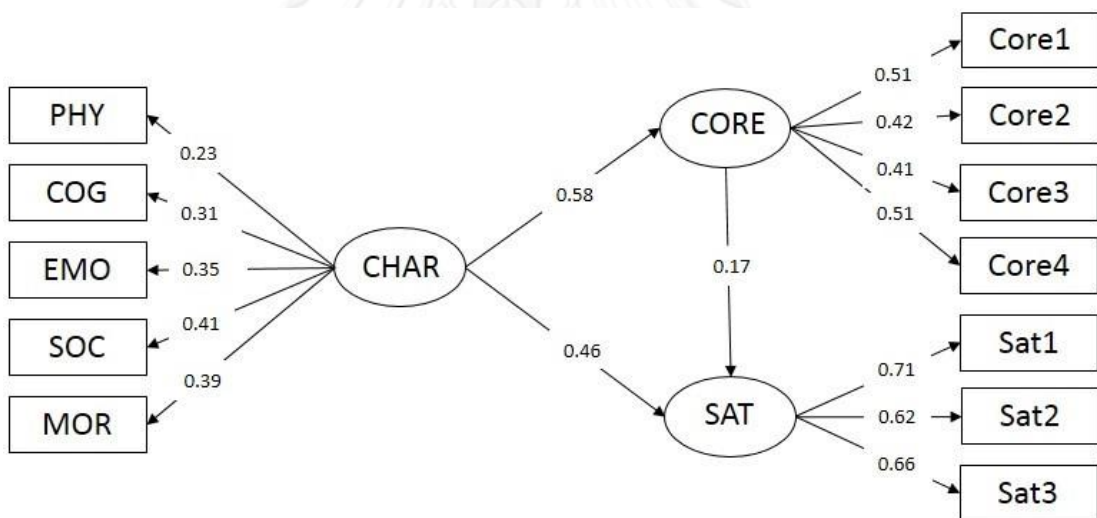 PHY
COG
EMO
SOC
MOR
0.23
0.31
0.35
0.41
0.39
CHAR
0.58
0.46
CORE
0.17
SAT
0.51
0.42
0.41
0.51
0.71
0.62
0.66
Core1
Core2
Core3
Core4
Sat1
Sat2
Sat3